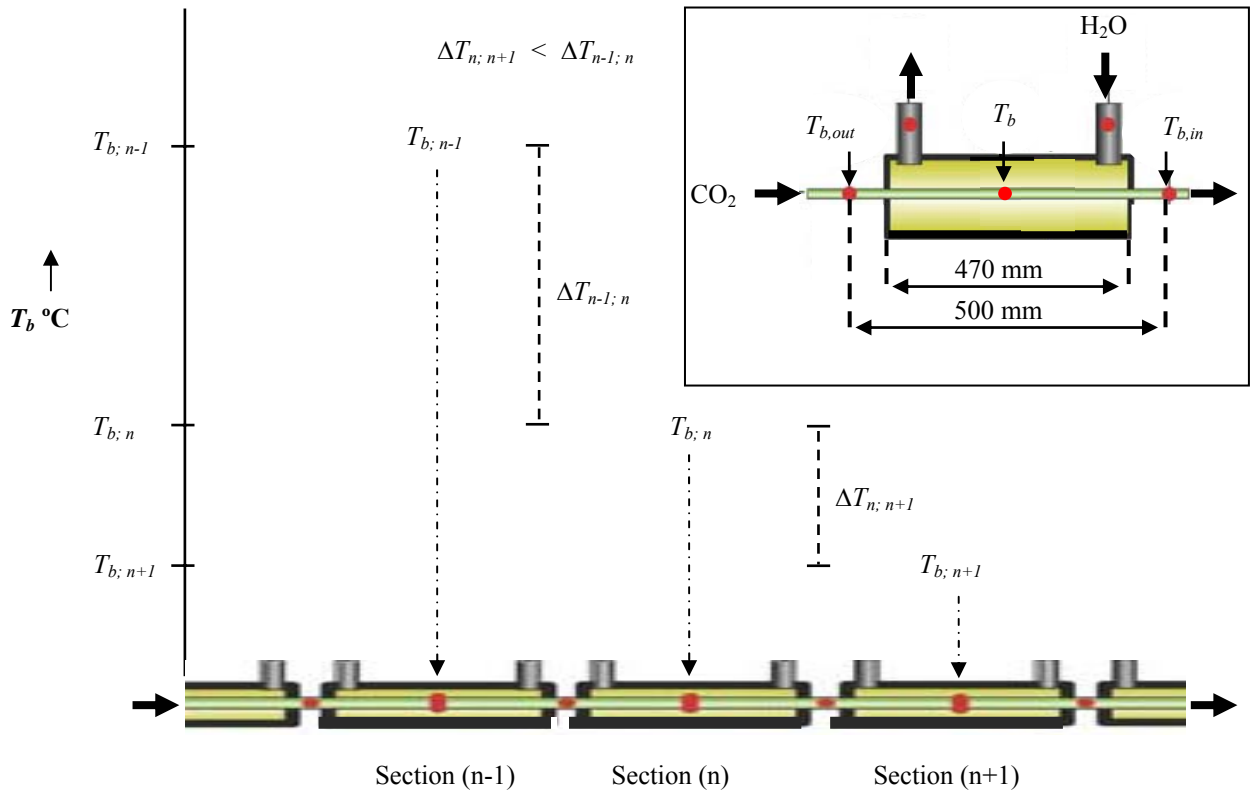 ΔT_{n; n+1} < ΔT_{n-1; n}
H₂O
T_{b; n-1}
T_{b; n-1}
T_{b,out}
T_b
T_{b,in}
CO₂
470 mm
500 mm
ΔT_{n-1; n}
T_b ºC
T_{b; n}
T_{b; n}
ΔT_{n; n+1}
T_{b; n+1}
T_{b; n+1}
Section (n-1)
Section (n)
Section (n+1)